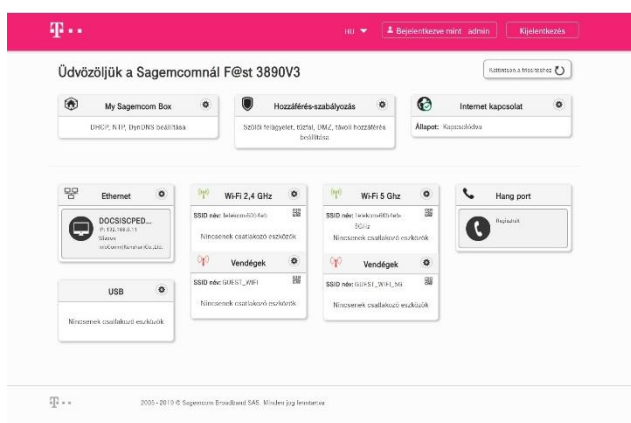 HU
Bejelentkezve mint admin
Kijelentkezés
Üdvözöljük a Sagemcomnál F@st 3890V3
Kattintson a frissítéshez
My Sagemcom Box
DHCP, NTP, DynDNS beállítása
Hozzáférés-szabályozás
Szülői felügyelet, tűzfal, DMZ, távoli hozzáférés
beállítása
Internet kapcsolat
Állapot: Kapcsolódva
Ethernet
DOCSISCPED...
USB
Nincsenek csatlakozó eszközök
Wi-Fi 2,4 GHz
SSID név:
Nincsenek csatlakozó eszközök
Vendégek
SSID név: GUEST_WIFI
Nincsenek csatlakozó eszközök
Wi-Fi 5 Ghz
SSID név:
5GHz
Nincsenek csatlakozó eszközök
Vendégek
SSID név: GUEST_WIFI_5G
Nincsenek csatlakozó eszközök
Hang port
2005-2019 © Sagemcom Broadband SAS. Minden jog fenntartva